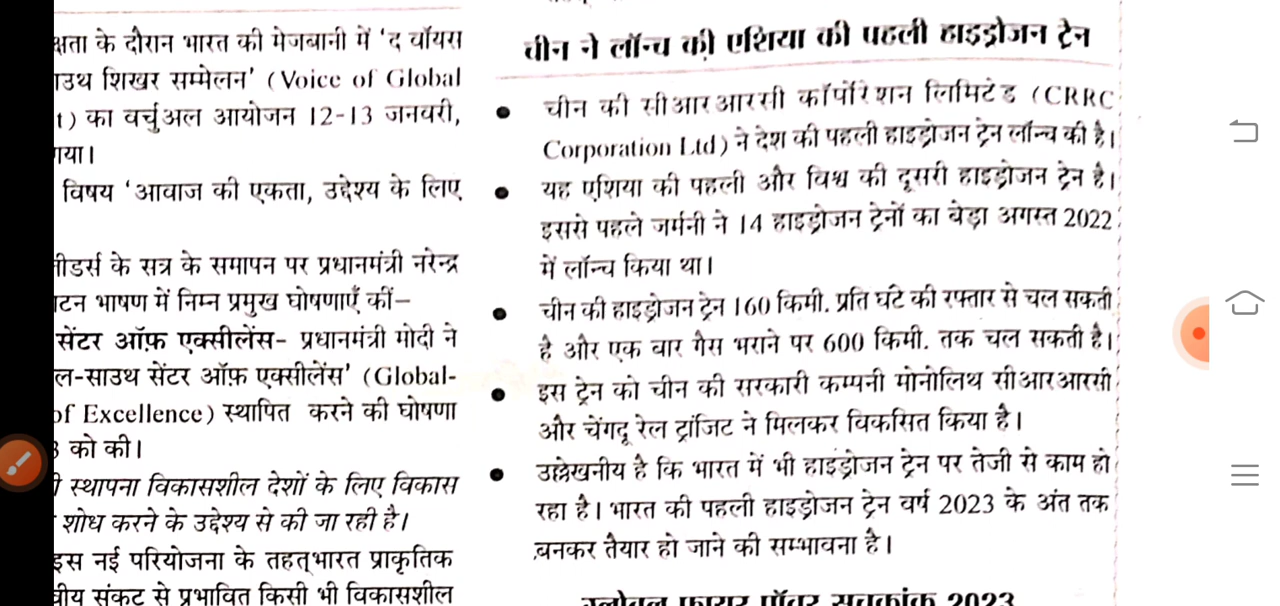 क्षता के दौरान भारत की मेजबानी में 'द वॉयस
ाउथ शिखर सम्मेलन' (Voice of Global
t) का वर्चुअल आयोजन 12-13 जनवरी,
गया।
विषय 'आवाज की एकता, उद्देश्य के लिए
ीडर्स के सत्र के समापन पर प्रधानमंत्री नरेन्द्र
टन भाषण में निम्न प्रमुख घोषणाएँ कीं–
सेंटर ऑफ़ एक्सीलेंस- प्रधानमंत्री मोदी ने
ल-साउथ सेंटर ऑफ़ एक्सीलेंस' (Global-
of Excellence) स्थापित करने की घोषणा
3 को की।
ी स्थापना विकासशील देशों के लिए विकास
शोध करने के उद्देश्य से की जा रही है।
इस नई परियोजना के तहत् भारत प्राकृतिक
वीय संकट से प्रभावित किसी भी विकासशील
चीन ने लॉन्च की एशिया की पहली हाइड्रोजन ट्रेन
• चीन की सीआरआरसी कॉर्पोरेशन लिमिटेड (CRRC
Corporation Ltd) ने देश की पहली हाइड्रोजन ट्रेन लॉन्च की है।
• यह एशिया की पहली और विश्व की दूसरी हाइड्रोजन ट्रेन है।
इससे पहले जर्मनी ने 14 हाइड्रोजन ट्रेनों का बेड़ा अगस्त 2022
में लॉन्च किया था।
• चीन की हाइड्रोजन ट्रेन 160 किमी. प्रति घंटे की रफ्तार से चल सकती
है और एक बार गैस भराने पर 600 किमी. तक चल सकती है।
• इस ट्रेन को चीन की सरकारी कम्पनी मोनोलिथ सीआरआरसी
और चेंगदू रेल ट्रांजिट ने मिलकर विकसित किया है।
• उल्लेखनीय है कि भारत में भी हाइड्रोजन ट्रेन पर तेजी से काम हो
रहा है। भारत की पहली हाइड्रोजन ट्रेन वर्ष 2023 के अंत तक
बनकर तैयार हो जाने की सम्भावना है।
ग्लोबल फायर पॉवर सूचकांक 2023